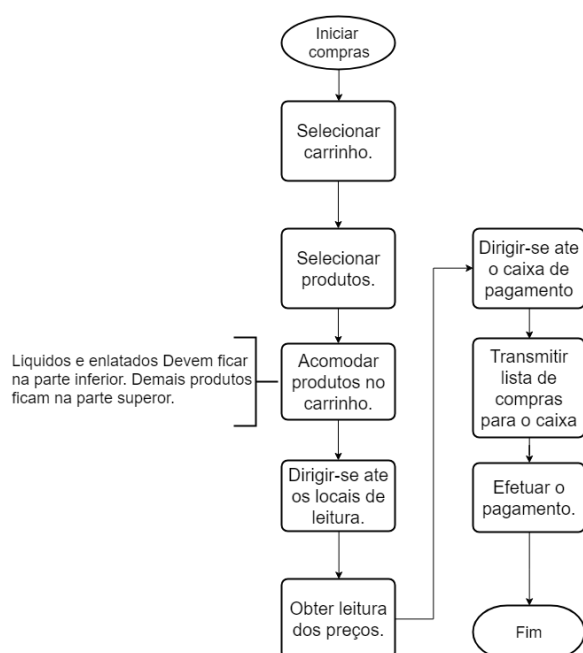 Iniciar
compras
Selecionar
carrinho.
Selecionar
produtos.
Liquidos e enlatados Devem ficar
na parte inferior. Demais produtos
ficam na parte superor.
Acomodar
produtos no
carrinho.
Dirigir-se ate
os locais de
leitura.
Obter leitura
dos preços.
Dirigir-se ate
o caixa de
pagamento
Transmitir
lista de
compras
para o caixa
Efetuar o
pagamento.
Fim